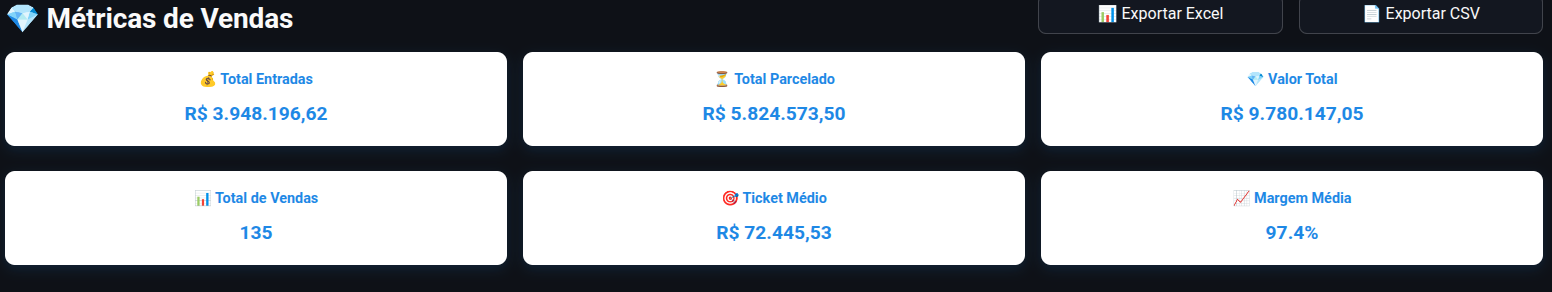 💎 Métricas de Vendas
📊 Exportar Excel
📄 Exportar CSV
💰 Total Entradas
R$ 3.948.196,62
⏳ Total Parcelado
R$ 5.824.573,50
💎 Valor Total
R$ 9.780.147,05
📊 Total de Vendas
135
🎯 Ticket Médio
R$ 72.445,53
📈 Margem Média
97.4%